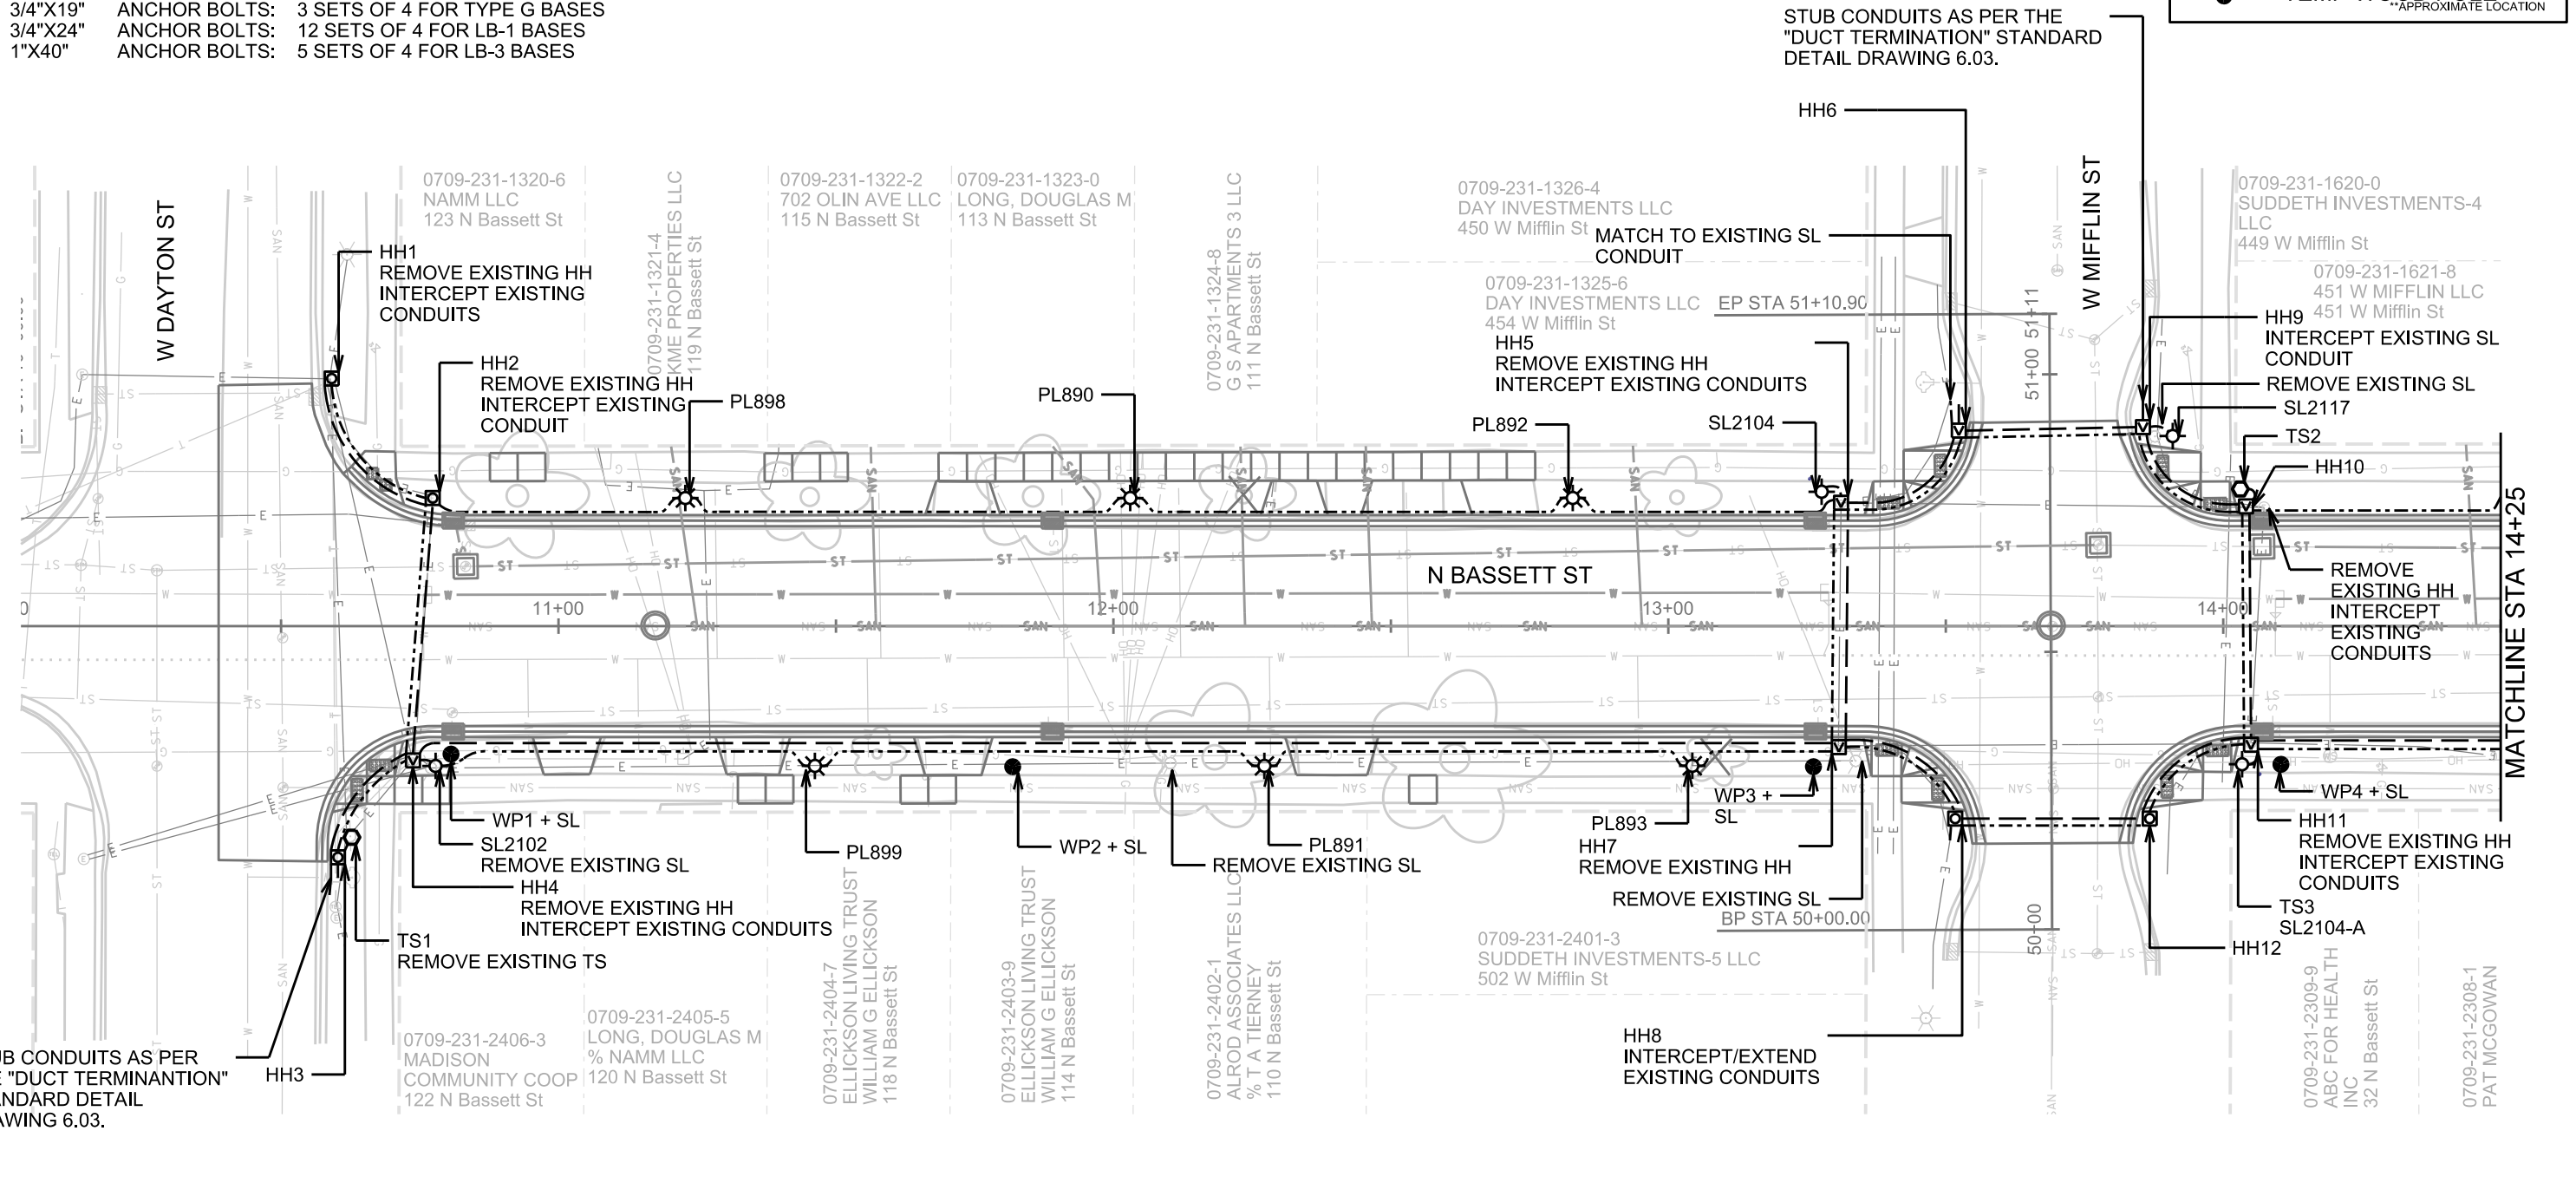 3/4"X19" ANCHOR BOLTS: 3 SETS OF 4 FOR TYPE G BASES
3/4"X24" ANCHOR BOLTS: 12 SETS OF 4 FOR LB-1 BASES
1"X40" ANCHOR BOLTS: 5 SETS OF 4 FOR LB-3 BASES
STUB CONDUITS AS PER THE
"DUCT TERMINATION" STANDARD
DETAIL DRAWING 6.03.
**APPROXIMATE LOCATION
HH6
W DAYTON ST
0709-231-1320-6
NAMM LLC
123 N Bassett St
0709-231-1321-4
KME PROPERTIES LLC
119 N Bassett St
0709-231-1322-2
702 OLIN AVE LLC
115 N Bassett St
0709-231-1323-0
LONG, DOUGLAS M
113 N Bassett St
0709-231-1324-8
G S APARTMENTS 3 LLC
111 N Bassett St
0709-231-1326-4
DAY INVESTMENTS LLC
450 W Mifflin St
MATCH TO EXISTING SL
CONDUIT
0709-231-1325-6
DAY INVESTMENTS LLC
454 W Mifflin St
EP STA 51+10.90
W MIFFLIN ST
51+11
51+00
0709-231-1620-0
SUDDETH INVESTMENTS-4
LLC
449 W Mifflin St
0709-231-1621-8
451 W MIFFLIN LLC
451 W Mifflin St
HH1
REMOVE EXISTING HH
INTERCEPT EXISTING
CONDUITS
HH2
REMOVE EXISTING HH
INTERCEPT EXISTING
CONDUIT
PL898
PL890
PL892
HH5
REMOVE EXISTING HH
INTERCEPT EXISTING CONDUITS
SL2104
HH9
INTERCEPT EXISTING SL
CONDUIT
REMOVE EXISTING SL
SL2117
TS2
HH10
REMOVE
EXISTING HH
INTERCEPT
EXISTING
CONDUITS
MATCHLINE STA 14+25
N BASSETT ST
11+00
12+00
13+00
14+00
WP1 + SL
SL2102
REMOVE EXISTING SL
HH4
REMOVE EXISTING HH
INTERCEPT EXISTING CONDUITS
TS1
REMOVE EXISTING TS
PL899
WP2 + SL
PL891
REMOVE EXISTING SL
WP3 +
SL
PL893
HH7
REMOVE EXISTING HH
REMOVE EXISTING SL
BP STA 50+00.00
50+00
WP4 + SL
HH11
REMOVE EXISTING HH
INTERCEPT EXISTING
CONDUITS
TS3
SL2104-A
HH12
HH8
INTERCEPT/EXTEND
EXISTING CONDUITS
0709-231-2401-3
SUDDETH INVESTMENTS-5 LLC
502 W Mifflin St
0709-231-2406-3
MADISON
COMMUNITY COOP
122 N Bassett St
0709-231-2405-5
LONG, DOUGLAS M
% NAMM LLC
120 N Bassett St
0709-231-2404-7
ELLICKSON LIVING TRUST
WILLIAM G ELLICKSON
118 N Bassett St
0709-231-2403-9
ELLICKSON LIVING TRUST
WILLIAM G ELLICKSON
114 N Bassett St
0709-231-2402-1
ALROD ASSOCIATES LLC
% T A TIERNEY
110 N Bassett St
0709-231-2309-9
ABC FOR HEALTH
INC
32 N Bassett St
0709-231-2308-1
PAT MCGOWAN
HH3
UB CONDUITS AS PER
E "DUCT TERMINANTION"
ANDARD DETAIL
AWING 6.03.